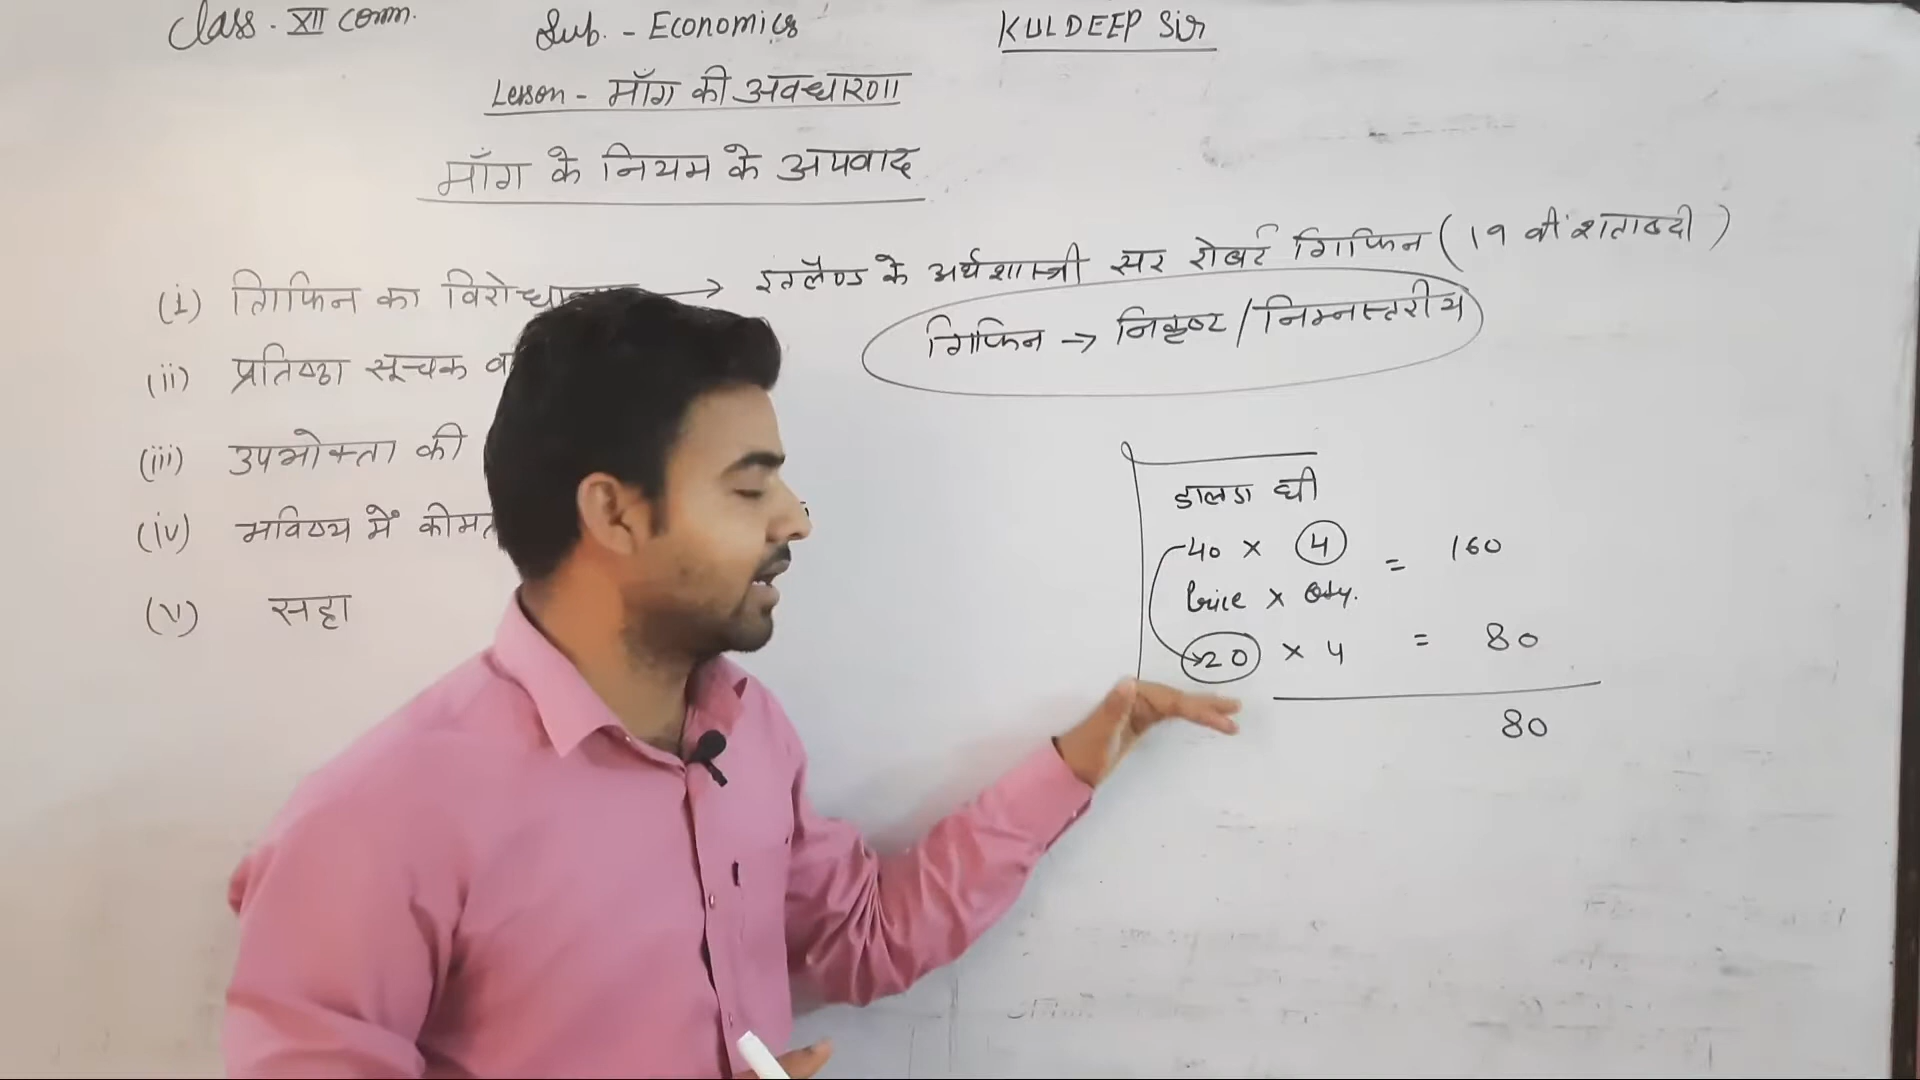 Class. XII comm. Sub. - Economics KULDEEP Sir
Lesson - माँग की अवधारणा
माँग के नियम के अपवाद
(i) गिफिन का → इंग्लैण्ड के अर्थशास्त्री सर रोबर्ट गिफिन (19 वीं शताब्दी)
गिफिन → निकृष्ट / निम्नस्तरीय
(ii) प्रतिष्ठा सूचक
(iii) उपभोक्ता की
(iv) भविष्य में
(v) सट्टा
डालडा घी
40 x 4 = 160
Price x Qty.
20 x 4 = 80
80